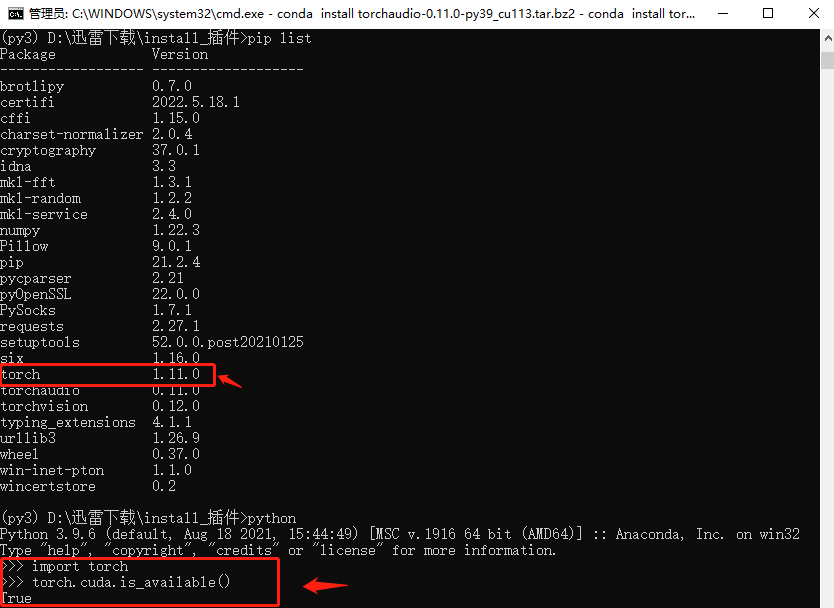 管理员: C:\WINDOWS\system32\cmd.exe - conda  install torchaudio-0.11.0-py39_cu113.tar.bz2 - conda  install tor...
(py3) D:\迅雷下载\install_插件>pip list
Package            Version
------------------ -------------------
brotlipy           0.7.0
certifi            2022.5.18.1
cffi               1.15.0
charset-normalizer 2.0.4
cryptography       37.0.1
idna               3.3
mkl-fft            1.3.1
mkl-random         1.2.2
mkl-service        2.4.0
numpy              1.22.3
Pillow             9.0.1
pip                21.2.4
pycparser          2.21
pyOpenSSL          22.0.0
PySocks            1.7.1
requests           2.27.1
setuptools         52.0.0.post20210125
six                1.16.0
torch              1.11.0
torchaudio         0.11.0
torchvision        0.12.0
typing_extensions  4.1.1
urllib3            1.26.9
wheel              0.37.0
win-inet-pton      1.1.0
wincertstore       0.2
(py3) D:\迅雷下载\install_插件>python
Python 3.9.6 (default, Aug 18 2021, 15:44:49) [MSC v.1916 64 bit (AMD64)] :: Anaconda, Inc. on win32
Type "help", "copyright", "credits" or "license" for more information.
>>> import torch
>>> torch.cuda.is_available()
True